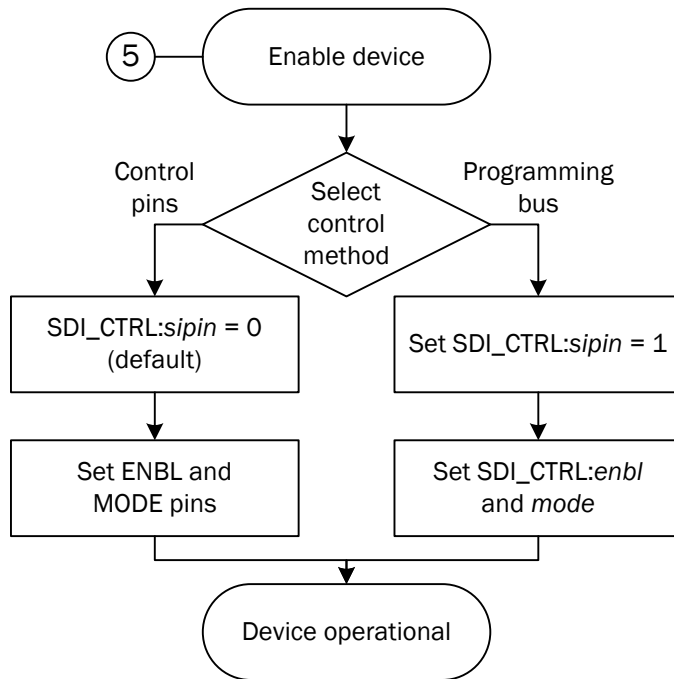 5
Enable device
Control
pins
Select
control
method
Programming
bus
SDI_CTRL:sipin = 0
(default)
Set SDI_CTRL:sipin = 1
Set ENBL and
MODE pins
Set SDI_CTRL:enbl
and mode
Device operational